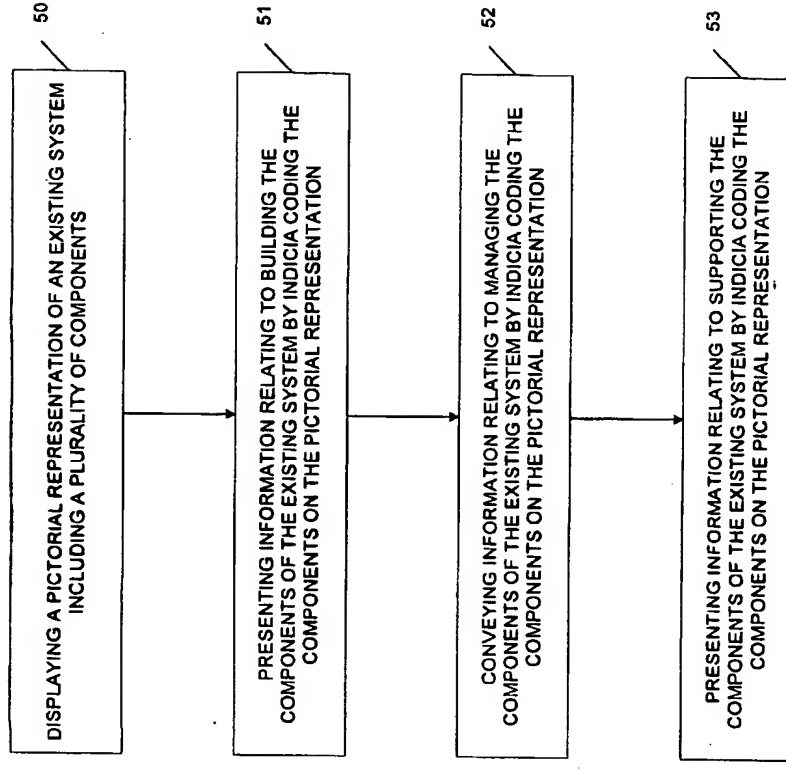 50
DISPLAYING A PICTORIAL REPRESENTATION OF AN EXISTING SYSTEM
INCLUDING A PLURALITY OF COMPONENTS
51
PRESENTING INFORMATION RELATING TO BUILDING THE
COMPONENTS OF THE EXISTING SYSTEM BY INDICIA CODING THE
COMPONENTS ON THE PICTORIAL REPRESENTATION
52
CONVEYING INFORMATION RELATING TO MANAGING THE
COMPONENTS OF THE EXISTING SYSTEM BY INDICIA CODING THE
COMPONENTS ON THE PICTORIAL REPRESENTATION
53
PRESENTING INFORMATION RELATING TO SUPPORTING THE
COMPONENTS OF THE EXISTING SYSTEM BY INDICIA CODING THE
COMPONENTS ON THE PICTORIAL REPRESENTATION